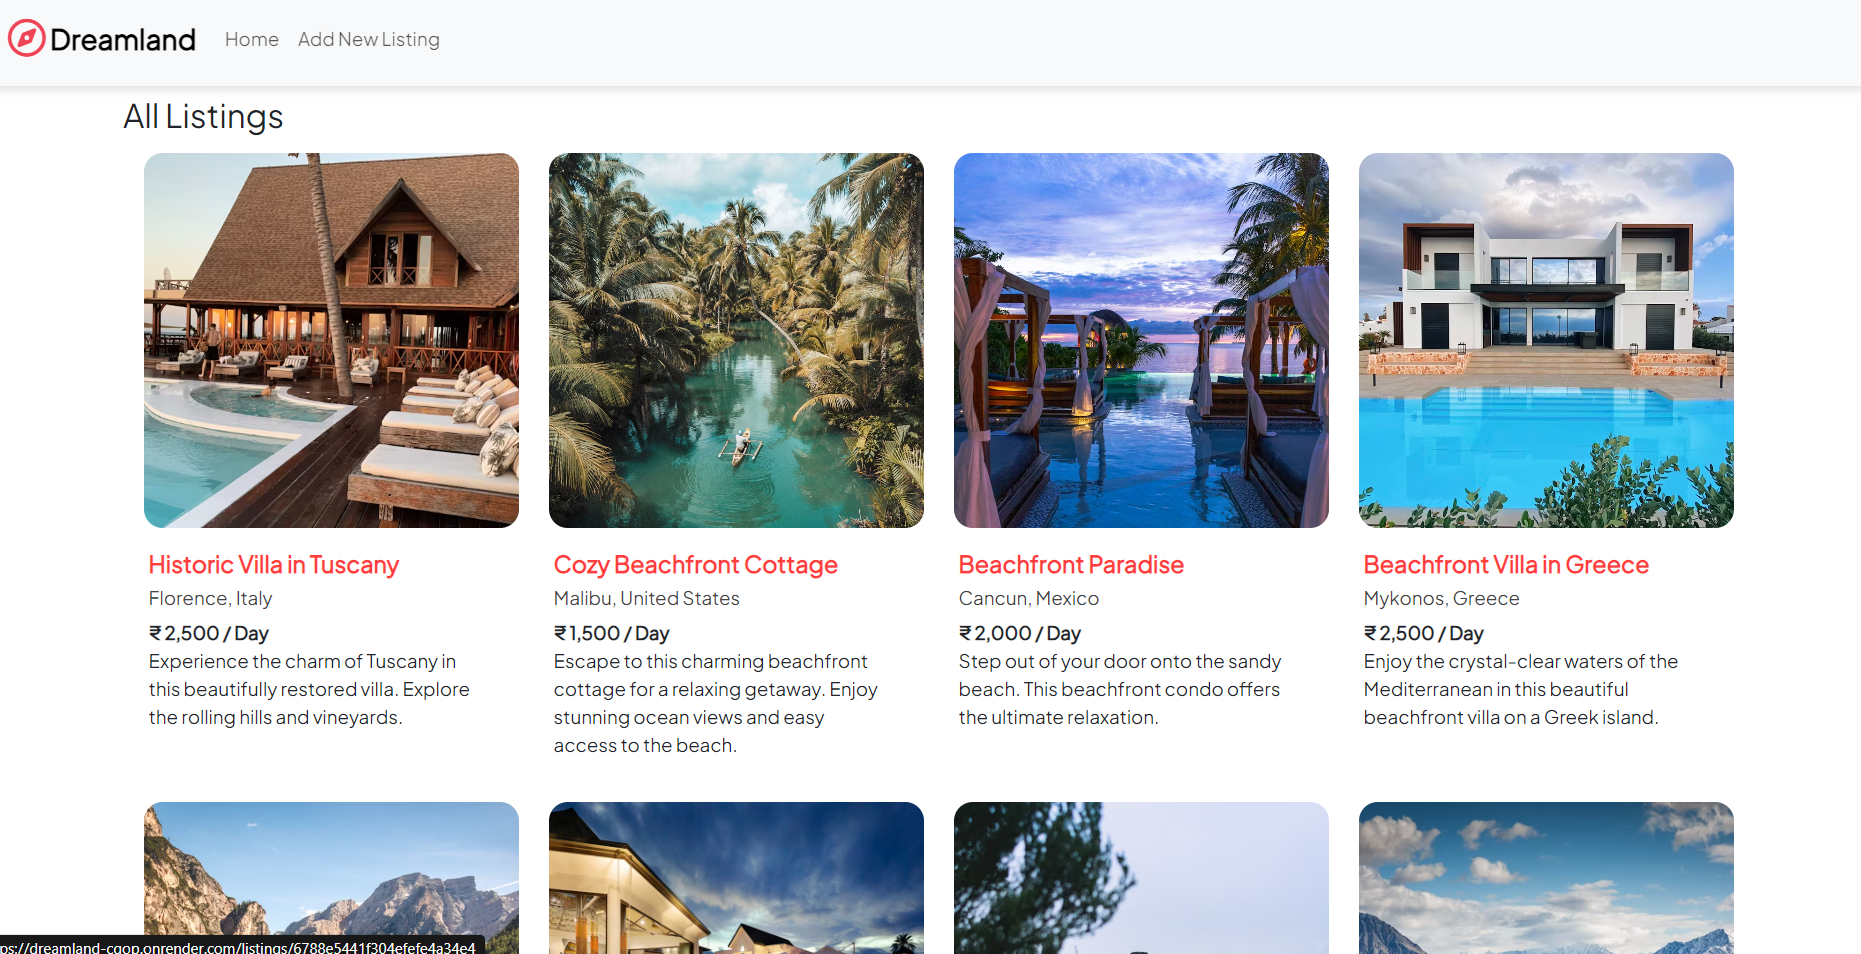 Dreamland
Home
Add New Listing
All Listings
Historic Villa in Tuscany
Florence, Italy
₹ 2,500 / Day
Experience the charm of Tuscany in
this beautifully restored villa. Explore
the rolling hills and vineyards.
Cozy Beachfront Cottage
Malibu, United States
₹ 1,500 / Day
Escape to this charming beachfront
cottage for a relaxing getaway. Enjoy
stunning ocean views and easy
access to the beach.
Beachfront Paradise
Cancun, Mexico
₹ 2,000 / Day
Step out of your door onto the sandy
beach. This beachfront condo offers
the ultimate relaxation.
Beachfront Villa in Greece
Mykonos, Greece
₹ 2,500 / Day
Enjoy the crystal-clear waters of the
Mediterranean in this beautiful
beachfront villa on a Greek island.
ps://dreamland-cqop.onrender.com/listings/6788e5441f304efefe4a34e4